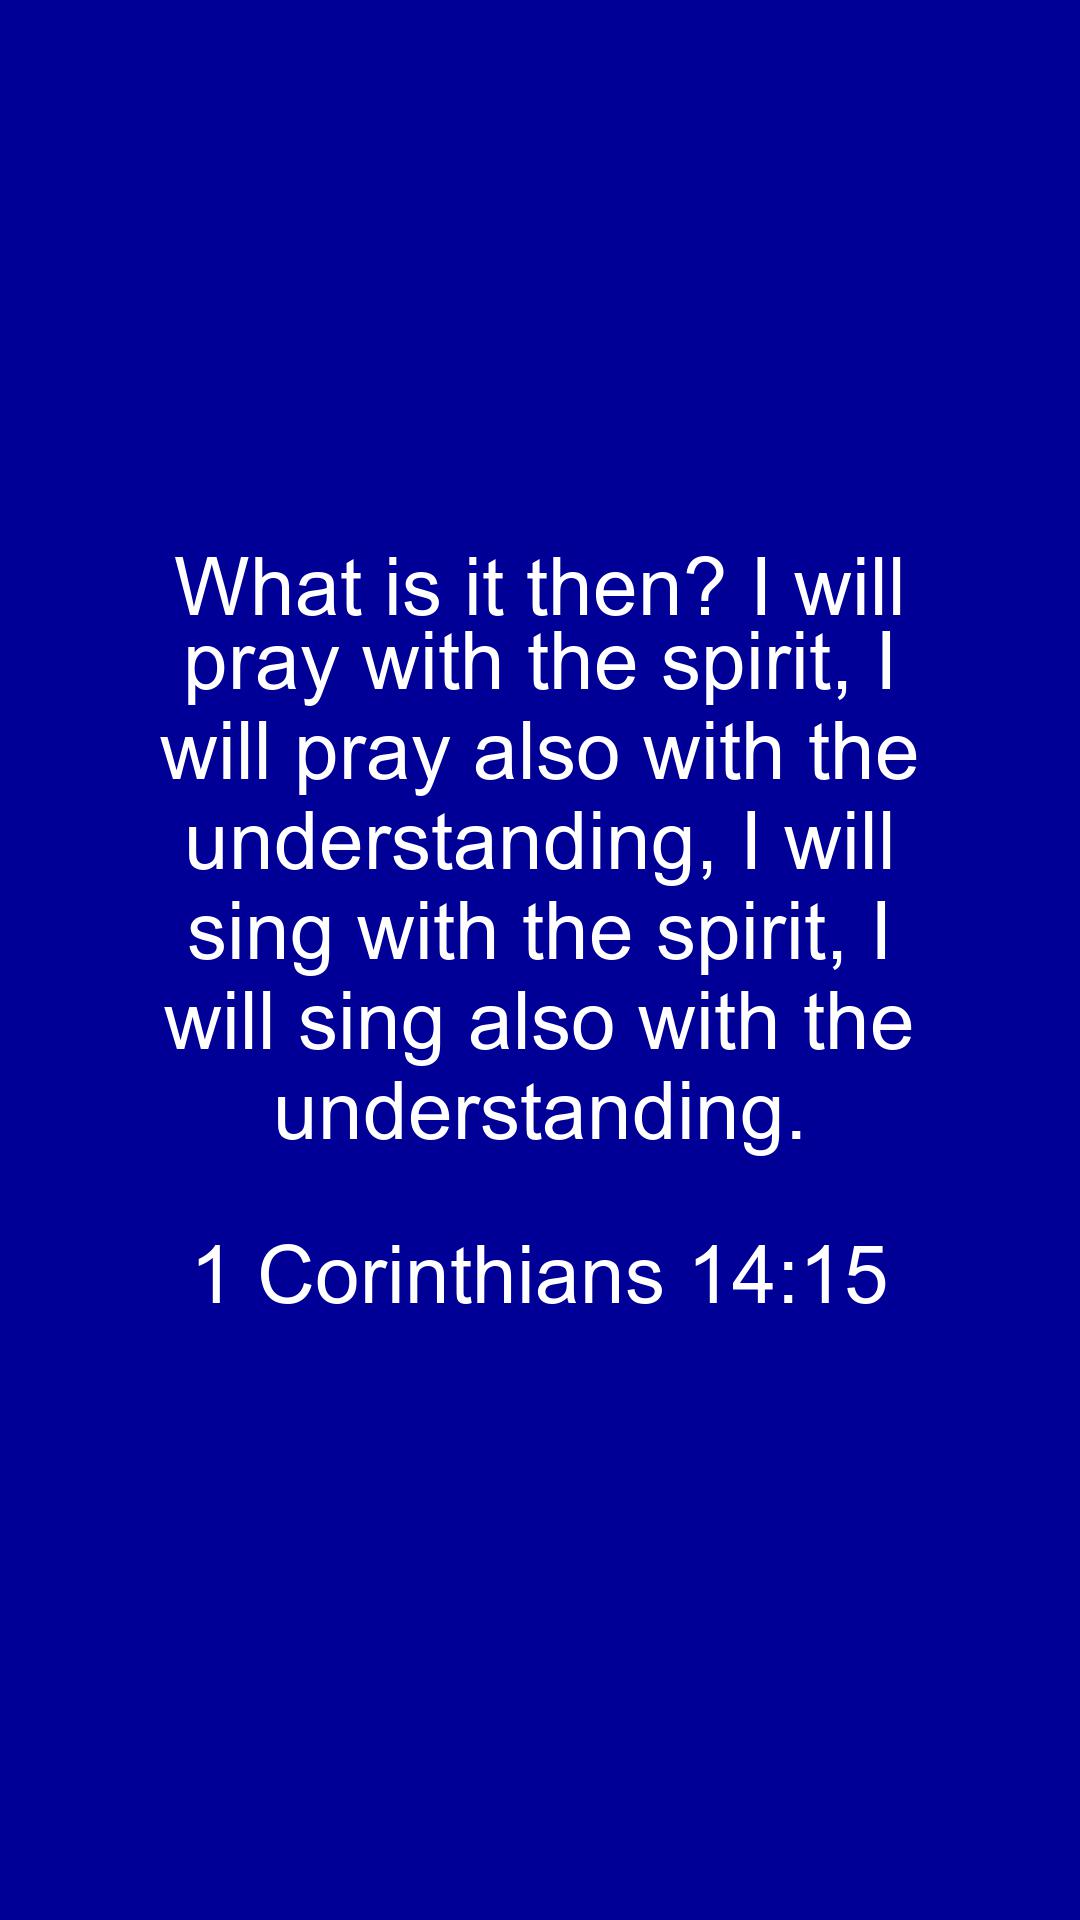 What is it then? I will
pray with the spirit, I
will pray also with the
understanding, I will
sing with the spirit, I
will sing also with the
understanding.
1 Corinthians 14:15